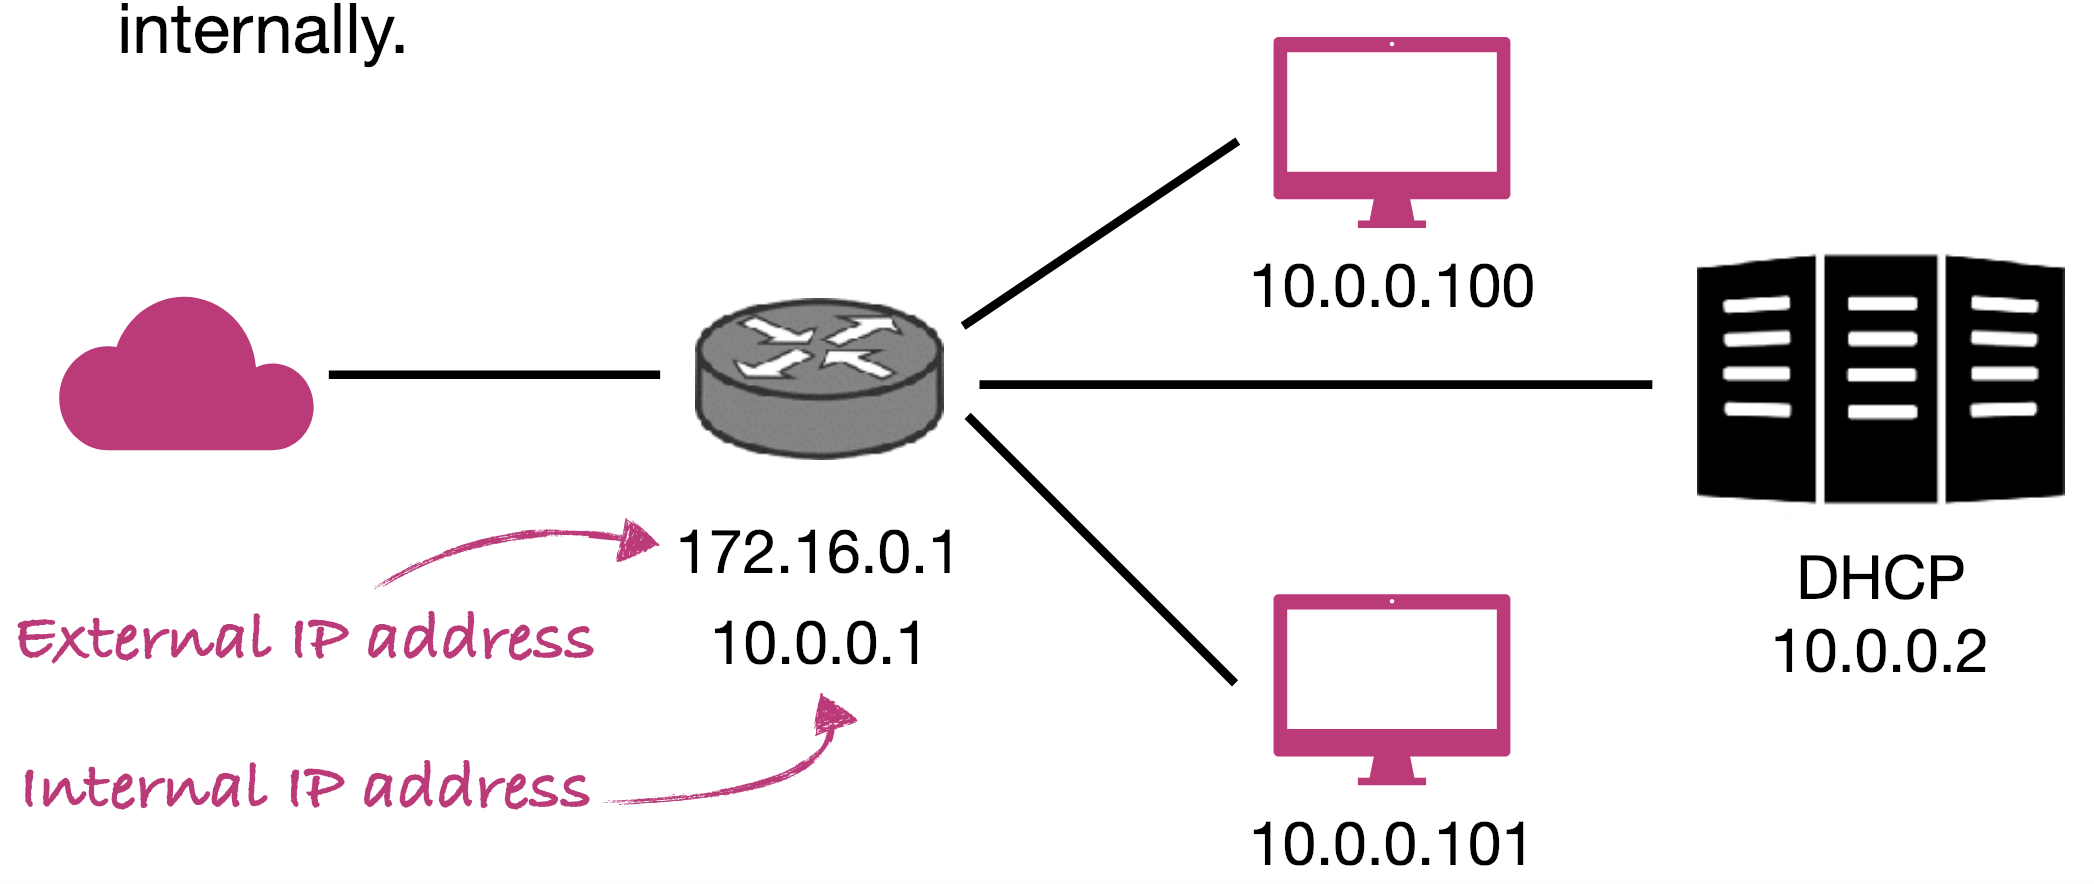 internally.
10.0.0.100
172.16.0.1
External IP address
10.0.0.1
Internal IP address
DHCP
10.0.0.2
10.0.0.101